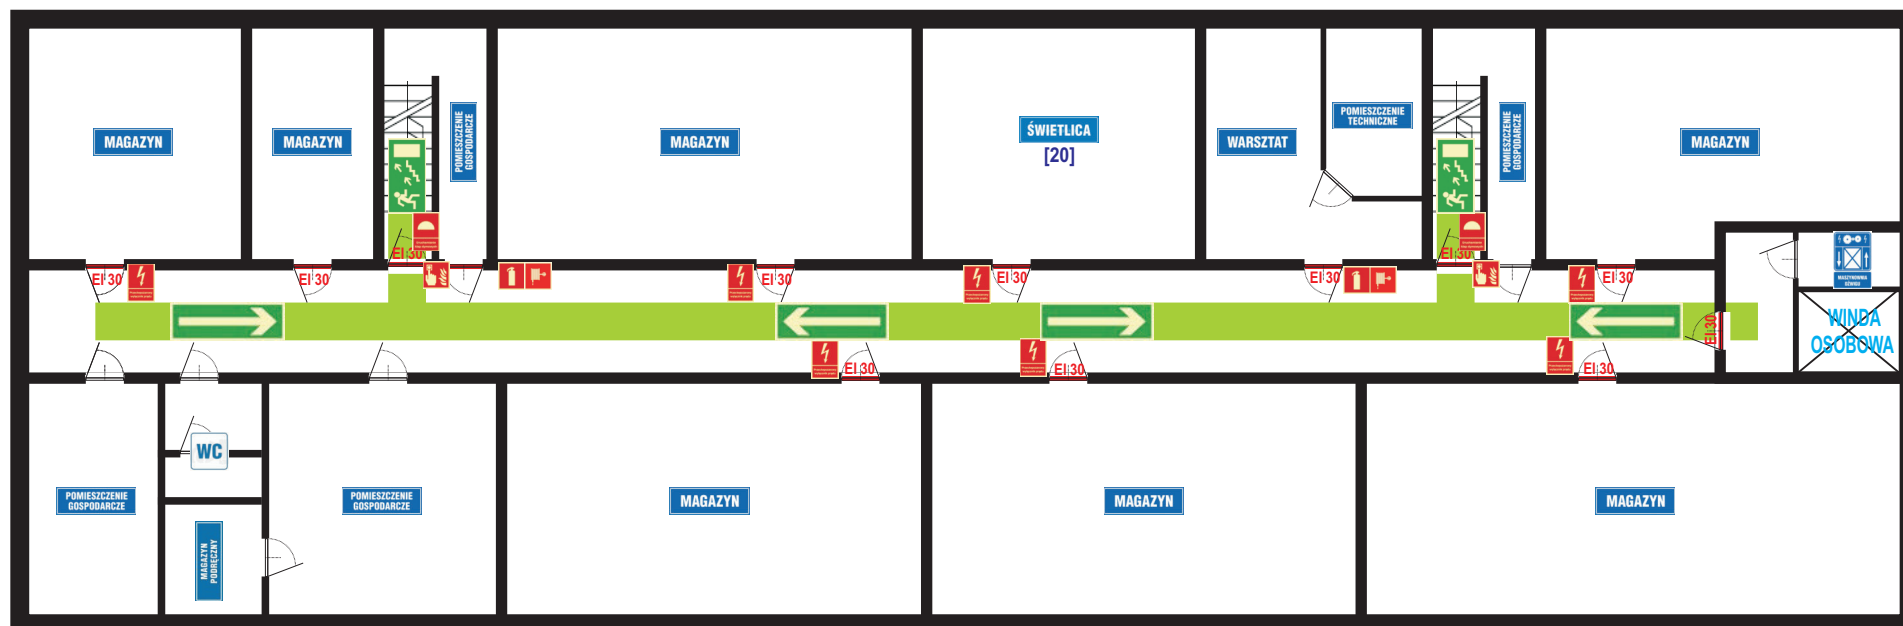 MAGAZYN
MAGAZYN
POMIESZCZENIE
GOSPODARCZE
MAGAZYN
ŚWIETLICA
[20]
WARSZTAT
POMIESZCZENIE
TECHNICZNE
POMIESZCZENIE
GOSPODARCZE
MAGAZYN
EI 30
EI 30
EI 30
EI 30
EI 30
EI 30
EI 30
EI 30
MASZYNOWNIA
DŹWIGU
WINDA
OSOBOWA
EI 30
EI 30
EI 30
EI 30
WC
POMIESZCZENIE
GOSPODARCZE
MAGAZYN
PODRĘCZNY
POMIESZCZENIE
GOSPODARCZE
MAGAZYN
MAGAZYN
MAGAZYN